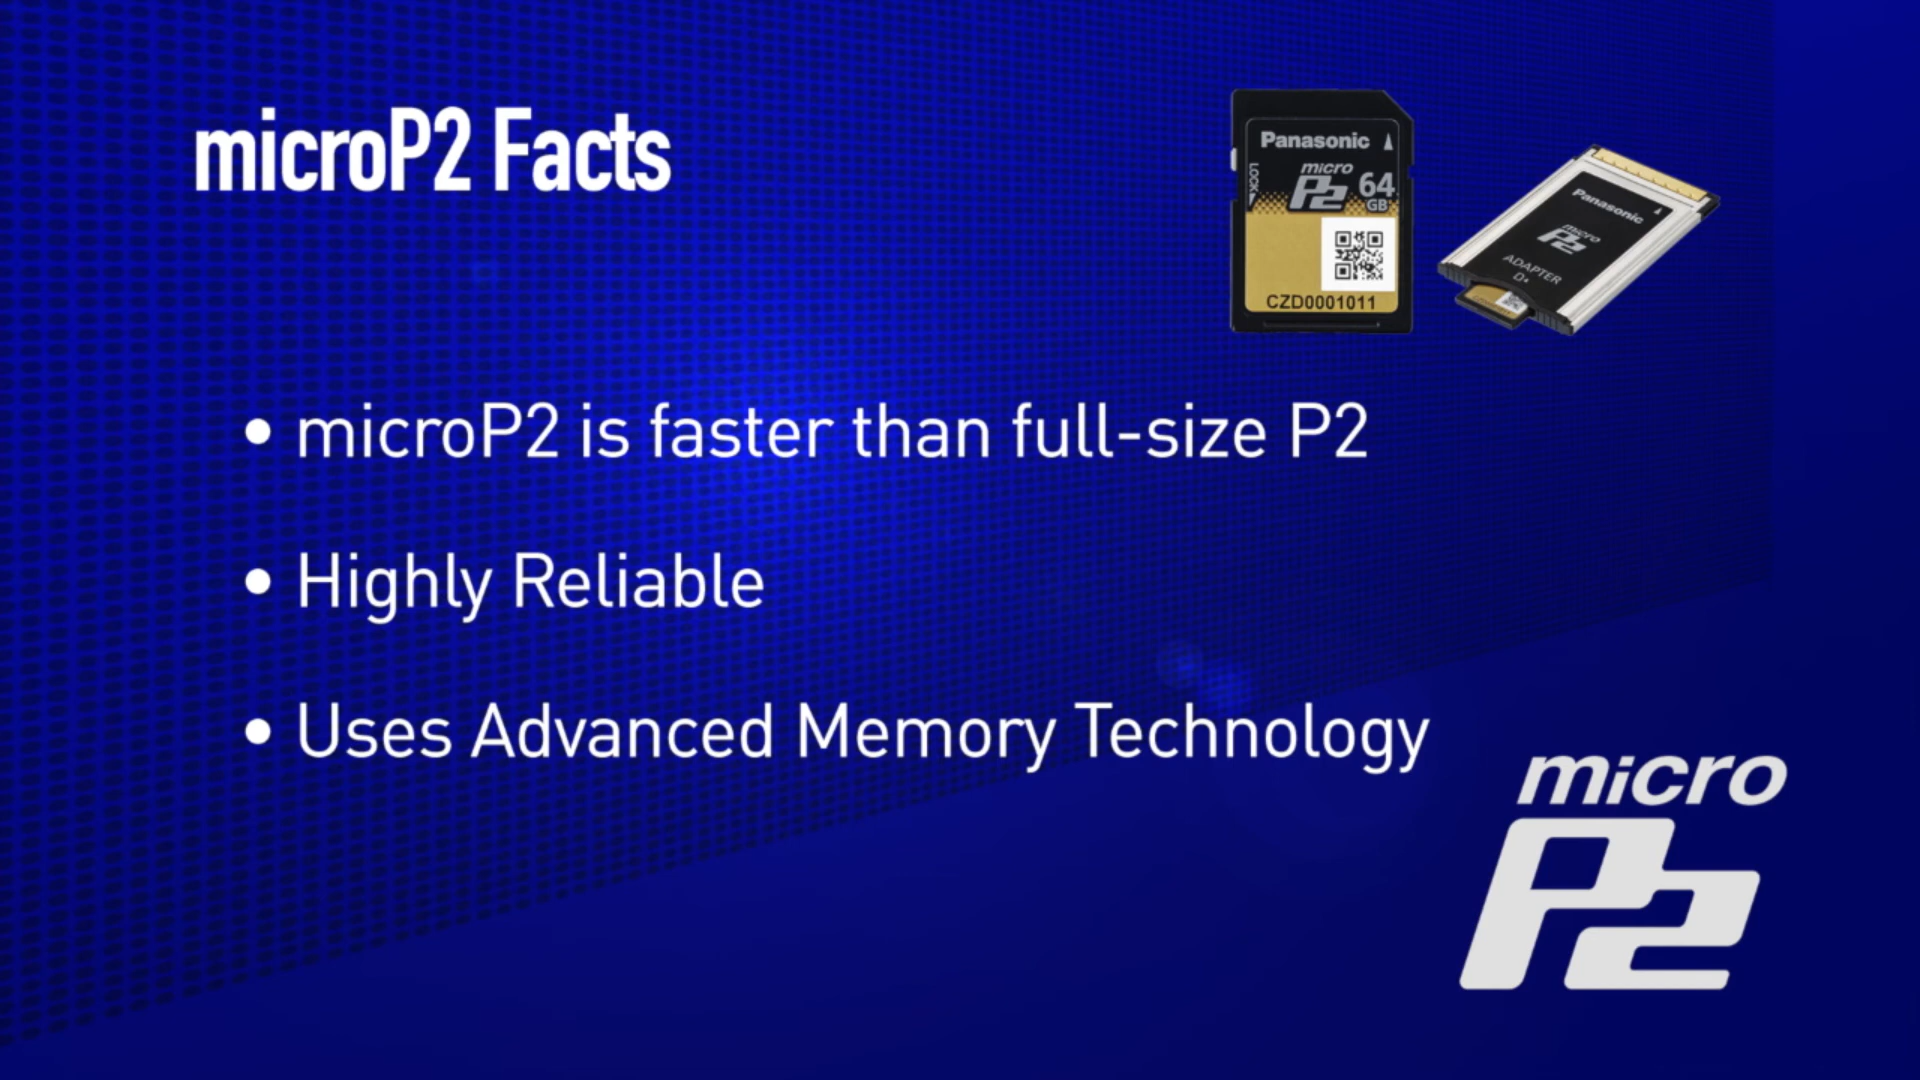 microP2 Facts
Panasonic
micro
P2 64
GB
LOCK
CZD0001011
Panasonic
micro
P2
ADAPTER
• microP2 is faster than full-size P2
• Highly Reliable
• Uses Advanced Memory Technology
micro
P2